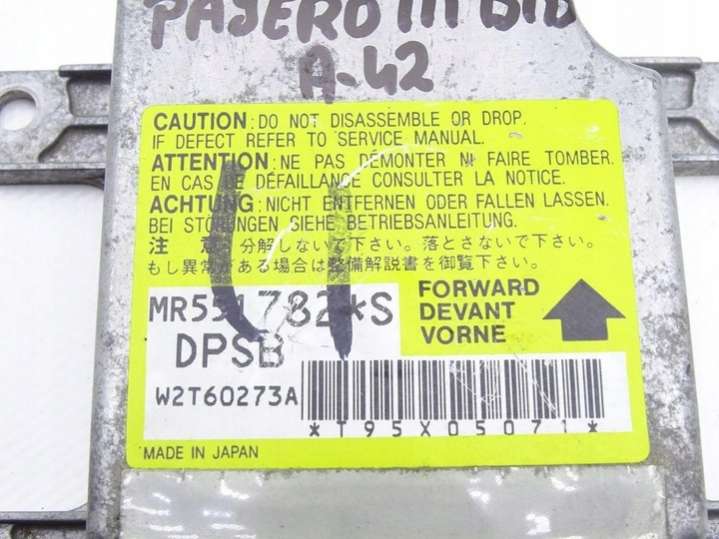 PAJERO III DID
A-42
CAUTION : DO NOT DISASSEMBLE OR DROP.
IF DEFECT REFER TO SERVICE MANUAL.
ATTENTION : NE PAS DÉMONTER NI FAIRE TOMBER.
EN CAS DE DÉFAILLANCE CONSULTER LA NOTICE.
ACHTUNG : NICHT ENTFERNEN ODER FALLEN LASSEN.
BEI STÖRUNGEN SIEHE BETRIEBSANLEITUNG.
注 意 : 分解しないで下さい。落とさないで下さい。
もし異常がある場合は整備解説書を御覧下さい。
MR551782*S
DPSB
FORWARD
DEVANT
VORNE
W2T60273A
*T95X05071*
MADE IN JAPAN